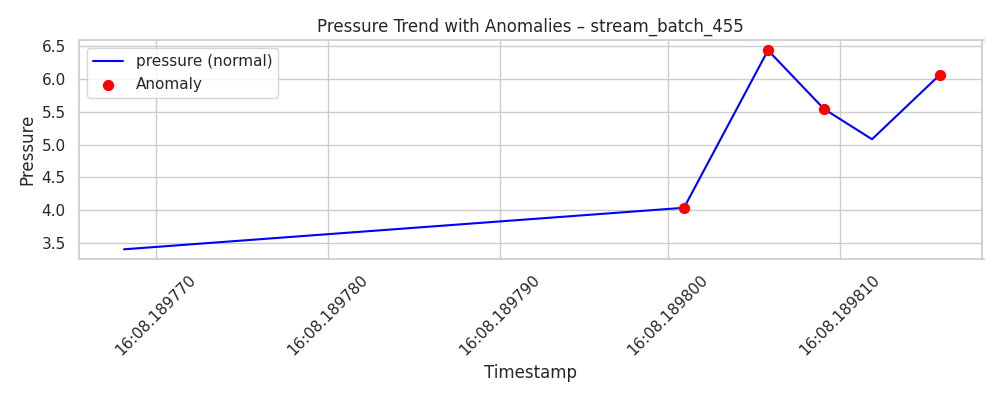 Pressure Trend with Anomalies – stream_batch_455
pressure (normal)
Anomaly
Pressure
6.5
6.0
5.5
5.0
4.5
4.0
3.5
16:08.189770
16:08.189780
16:08.189790
16:08.189800
16:08.189810
Timestamp